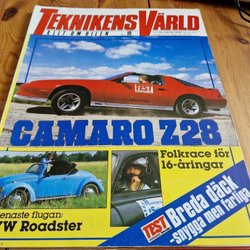 TEKNIKENS VÄRLD
ALLT OM BILEN
TEST
CAMARO Z28
Folkrace för
16-åringar
TEST
Breda däck
-snygga men farliga
enaste flugan:
VW Roadster